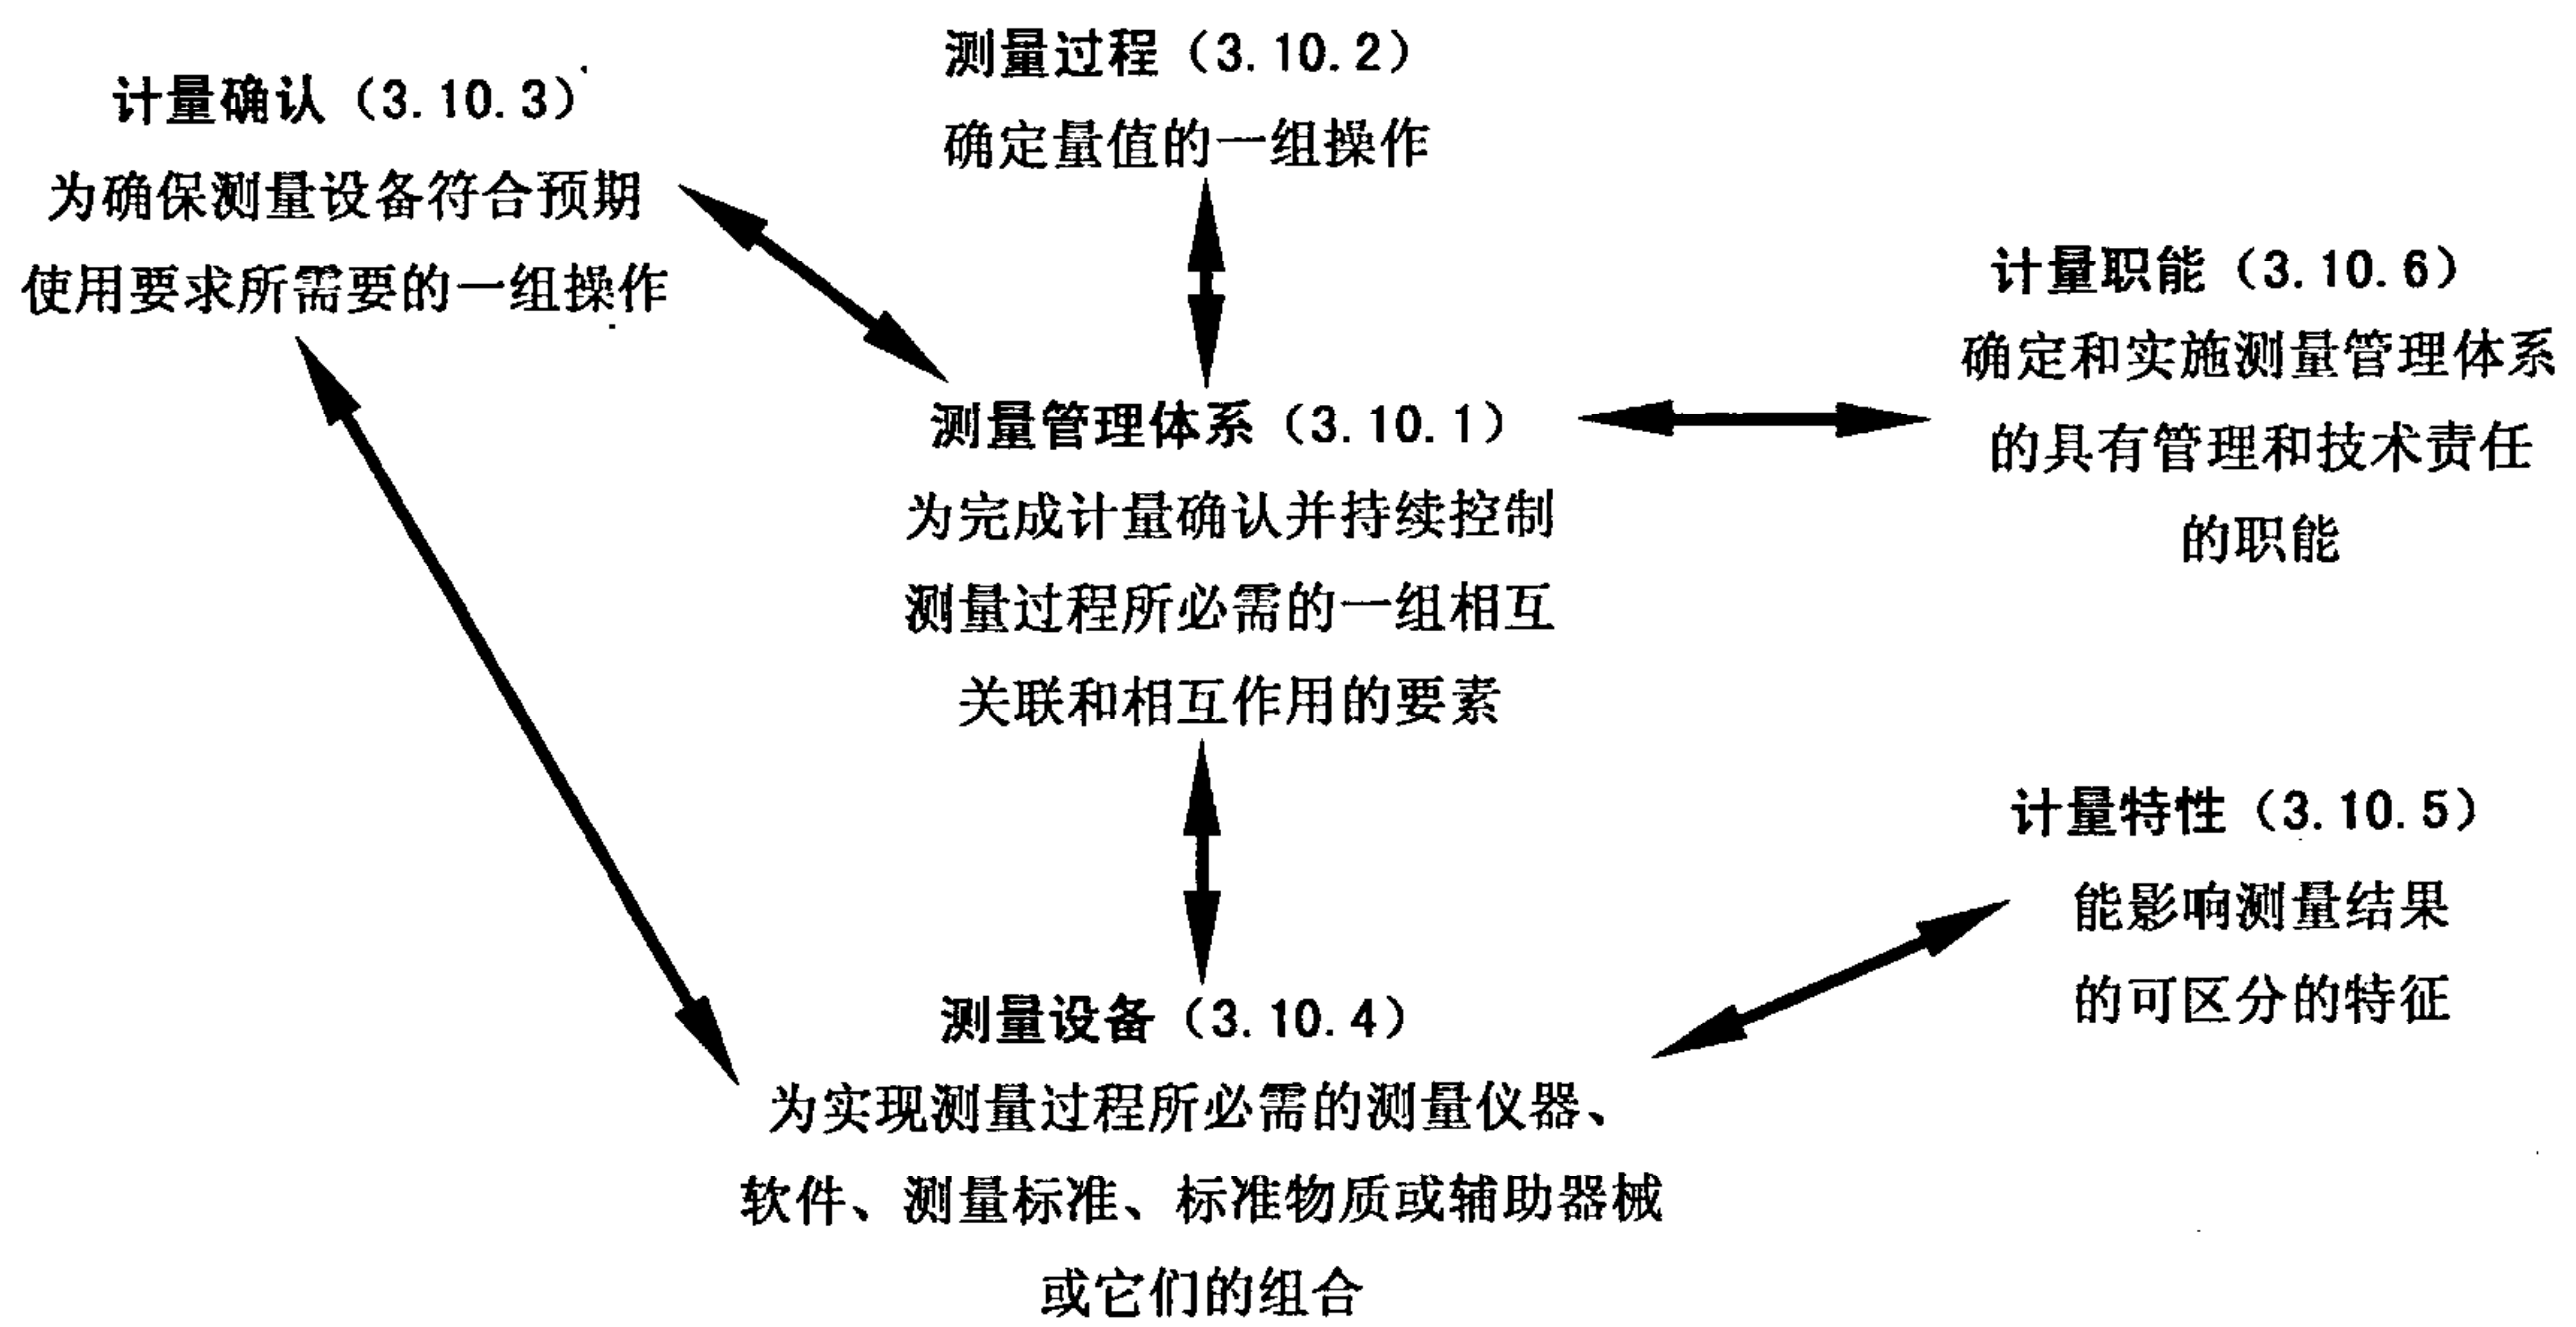 测量过程（3.10.2）
确定量值的一组操作
计量确认（3.10.3）
为确保测量设备符合预期
使用要求所需要的一组操作
计量职能（3.10.6）
确定和实施测量管理体系
的具有管理和技术责任
的职能
测量管理体系（3.10.1）
为完成计量确认并持续控制
测量过程所必需的一组相互
关联和相互作用的要素
计量特性（3.10.5）
能影响测量结果
的可区分的特征
测量设备（3.10.4）
为实现测量过程所必需的测量仪器、
软件、测量标准、标准物质或辅助器械
或它们的组合